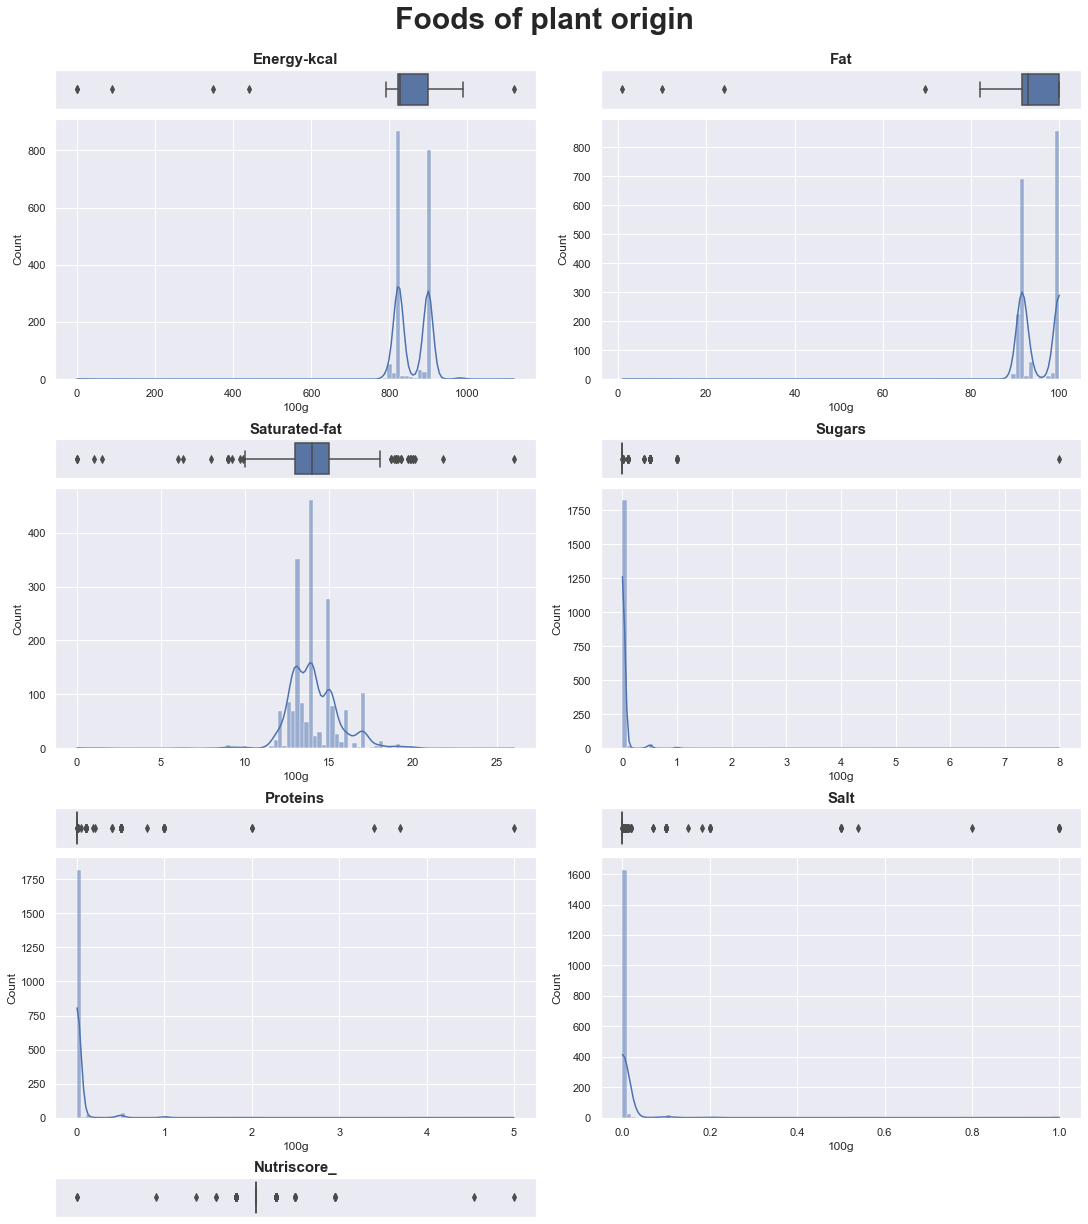 Foods of plant origin
Energy-kcal
Fat
Count
800
600
400
200
0
0 200 400 600 800 1000
100g
Count
800
700
600
500
400
300
200
100
0
0 20 40 60 80 100
100g
Saturated-fat
Sugars
Count
400
300
200
100
0
0 5 10 15 20 25
100g
Count
1750
1500
1250
1000
750
500
250
0
0 1 2 3 4 5 6 7 8
100g
Proteins
Salt
Count
1750
1500
1250
1000
750
500
250
0
0 1 2 3 4 5
100g
Count
1600
1400
1200
1000
800
600
400
200
0
0.0 0.2 0.4 0.6 0.8 1.0
100g
Nutriscore_